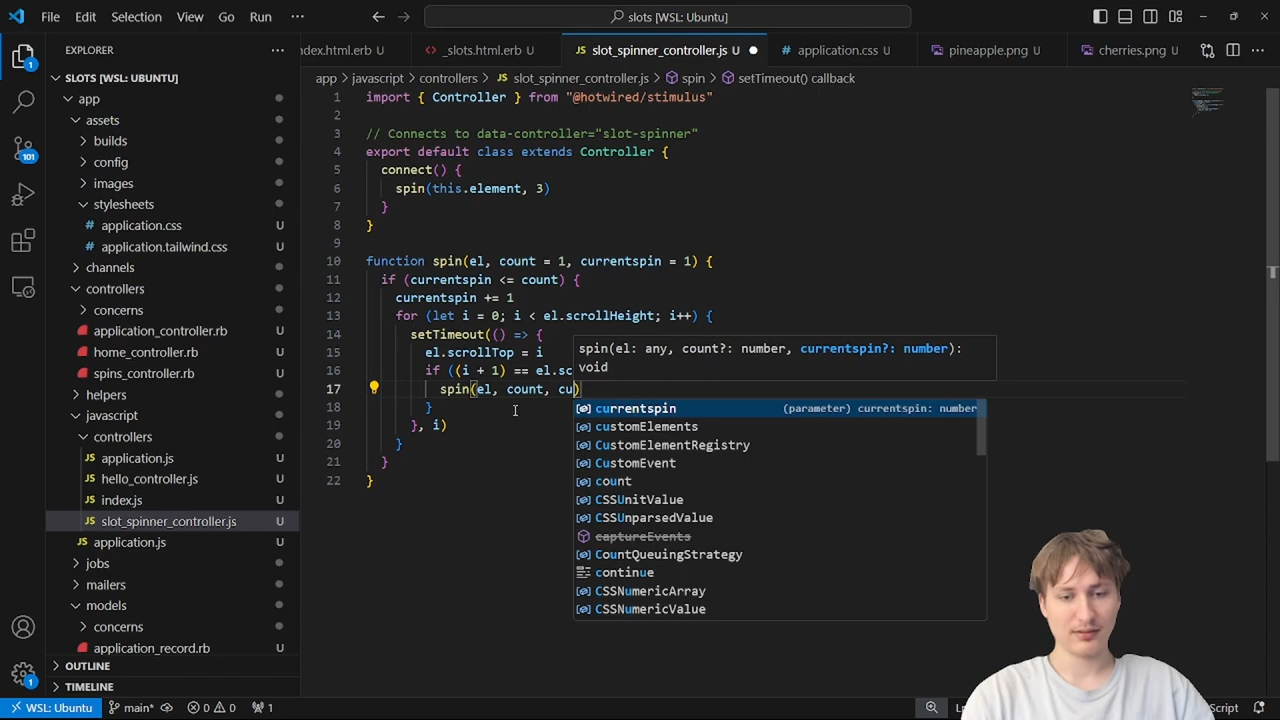 File Edit Selection View Go Run ··· slots [WSL: Ubuntu]
EXPLORER ···
SLOTS [WSL: UBUNTU]
app
assets
builds
config
images
stylesheets
# application.css U
# application.tailwind.css U
channels
controllers
concerns
application_controller.rb U
home_controller.rb U
spins_controller.rb U
helpers
javascript
controllers
JS application.js U
JS hello_controller.js U
JS index.js U
JS slot_spinner_controller.js U
JS application.js U
jobs
mailers
models
concerns
application_record.rb U
OUTLINE
TIMELINE
1
101
1
ndex.html.erb U <> _slots.html.erb U JS slot_spinner_controller.js U # application.css U pineapple.png U cherries.png U ···
app > javascript > controllers > JS slot_spinner_controller.js > spin > setTimeout() callback
1 import { Controller } from "@hotwired/stimulus"
2
3 // Connects to data-controller="slot-spinner"
4 export default class extends Controller {
5 connect() {
6 spin(this.element, 3)
7 }
8 }
9
10 function spin(el, count = 1, currentspin = 1) {
11 if (currentspin <= count) {
12 currentspin += 1
13 for (let i = 0; i < el.scrollHeight; i++) {
14 setTimeout(() => {
15 el.scrollTop = i
16 if ((i + 1) == el.sc
17 spin(el, count, cu)
18 }
19 }, i)
20 }
21 }
22 }
spin(el: any, count?: number, currentspin?: number):
void
currentspin (parameter) currentspin: number
customElements
CustomElementRegistry
CustomEvent
count
CSSUnitValue
CSSUnparsedValue
captureEvents
CountQueuingStrategy
continue
CSSNumericArray
CSSNumericValue
WSL: Ubuntu main* 0 0 1 Script